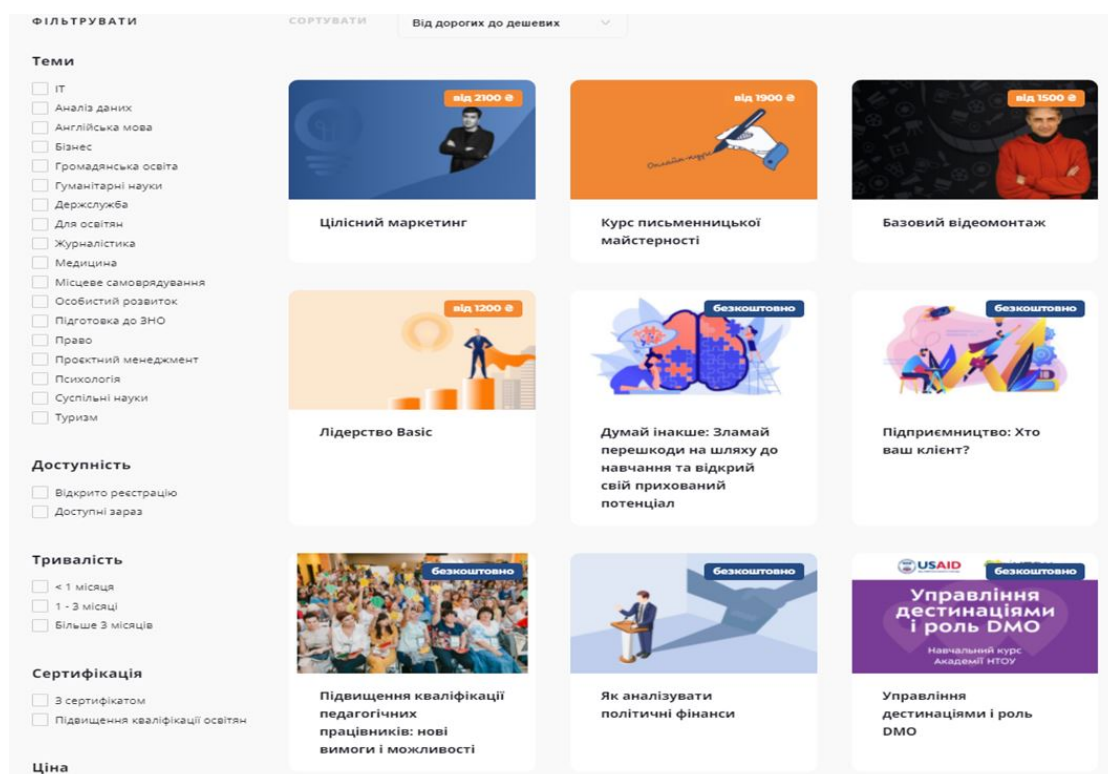 ФІЛЬТРУВАТИ
СОРТУВАТИ
Від дорогих до дешевих
Теми
ІТ
Аналіз даних
Англійська мова
Бізнес
Громадянська освіта
Гуманітарні науки
Держслужба
Для освітян
Журналістика
Медицина
Місцеве самоврядування
Особистий розвиток
Підготовка до ЗНО
Право
Проєктний менеджмент
Психологія
Суспільні науки
Туризм
Доступність
Відкрито реєстрацію
Доступні зараз
Тривалість
< 1 місяця
1 - 3 місяці
Більше 3 місяців
Сертифікація
З сертифікатом
Підвищення кваліфікації освітян
Ціна
від 2100 ₴
Цілісний маркетинг
від 1900 ₴
Онлайн-курс
Курс письменницької
майстерності
від 1500 ₴
Базовий відеомонтаж
від 1200 ₴
Лідерство Basic
безкоштовно
Думай інакше: Зламай
перешкоди на шляху до
навчання та відкрий
свій прихований
потенціал
безкоштовно
Підприємництво: Хто
ваш клієнт?
безкоштовно
Підвищення кваліфікації
педагогічних
працівників: нові
вимоги і можливості
безкоштовно
Як аналізувати
політичні фінанси
USAID
безкоштовно
Управління
дестинаціями
і роль DMO
Навчальний курс
Академії НТОУ
Управління
дестинаціями і роль
DMO